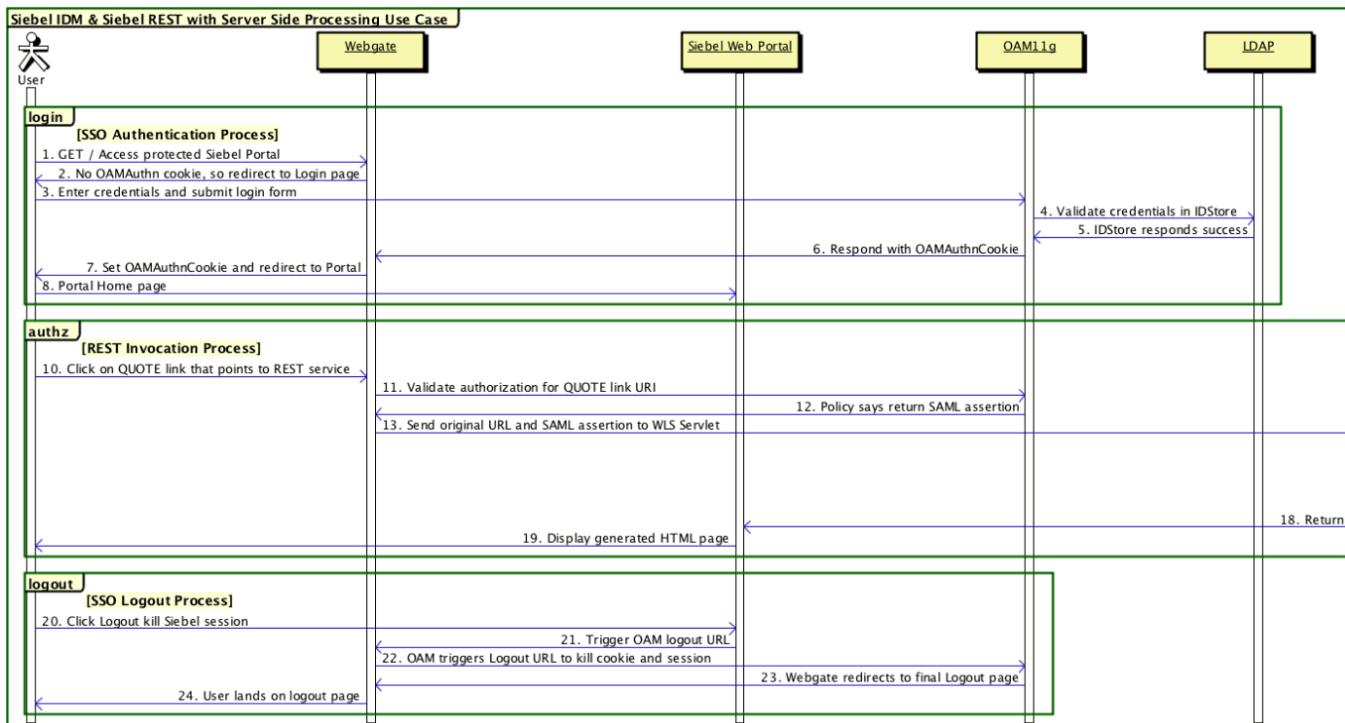 Siebel IDM & Siebel REST with Server Side Processing Use Case
Webgate
Siebel Web Portal
OAM11g
LDAP
User
login
[SSO Authentication Process]
1. GET / Access protected Siebel Portal
2. No OAMAuthn cookie, so redirect to Login page
3. Enter credentials and submit login form
4. Validate credentials in IDStore
5. IDStore responds success
6. Respond with OAMAuthnCookie
7. Set OAMAuthnCookie and redirect to Portal
8. Portal Home page
authz
[REST Invocation Process]
10. Click on QUOTE link that points to REST service
11. Validate authorization for QUOTE link URI
12. Policy says return SAML assertion
13. Send original URL and SAML assertion to WLS Servlet
18. Return
19. Display generated HTML page
logout
[SSO Logout Process]
20. Click Logout kill Siebel session
21. Trigger OAM logout URL
22. OAM triggers Logout URL to kill cookie and session
23. Webgate redirects to final Logout page
24. User lands on logout page